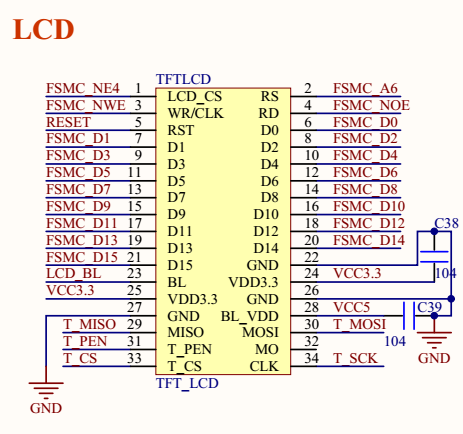 LCD
TFTLCD
FSMC_NE4 1 LCD_CS RS 2 FSMC_A6
FSMC_NWE 3 WR/CLK RD 4 FSMC_NOE
RESET 5 RST D0 6 FSMC_D0
FSMC_D1 7 D1 D2 8 FSMC_D2
FSMC_D3 9 D3 D4 10 FSMC_D4
FSMC_D5 11 D5 D6 12 FSMC_D6
FSMC_D7 13 D7 D8 14 FSMC_D8
FSMC_D9 15 D9 D10 16 FSMC_D10
FSMC_D11 17 D11 D12 18 FSMC_D12
FSMC_D13 19 D13 D14 20 FSMC_D14
C38
FSMC_D15 21 D15 GND 22
LCD_BL 23 BL VDD3.3 24 VCC3.3 104
VCC3.3 25 VDD3.3 GND 26
27 GND BL_VDD 28 VCC5 C39
T_MISO 29 MISO MOSI 30 T_MOSI 104
T_PEN 31 T_PEN MO 32
T_CS 33 T_CS CLK 34 T_SCK GND
TFT_LCD
GND